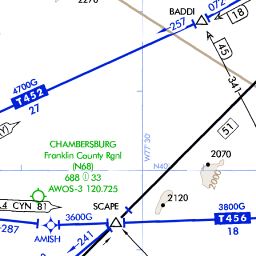 2270
BADDI
072
257
18
45
4700G
T452
27
341
51
CHAMBERSBURG
Franklin County Rgnl
(N68)
688 33
AWOS-3 120.725
W77 30
N40
2070
2000
2120
A4 CYN 81
SCAPE
3600G
3800G
T456
18
287
AMISH
241